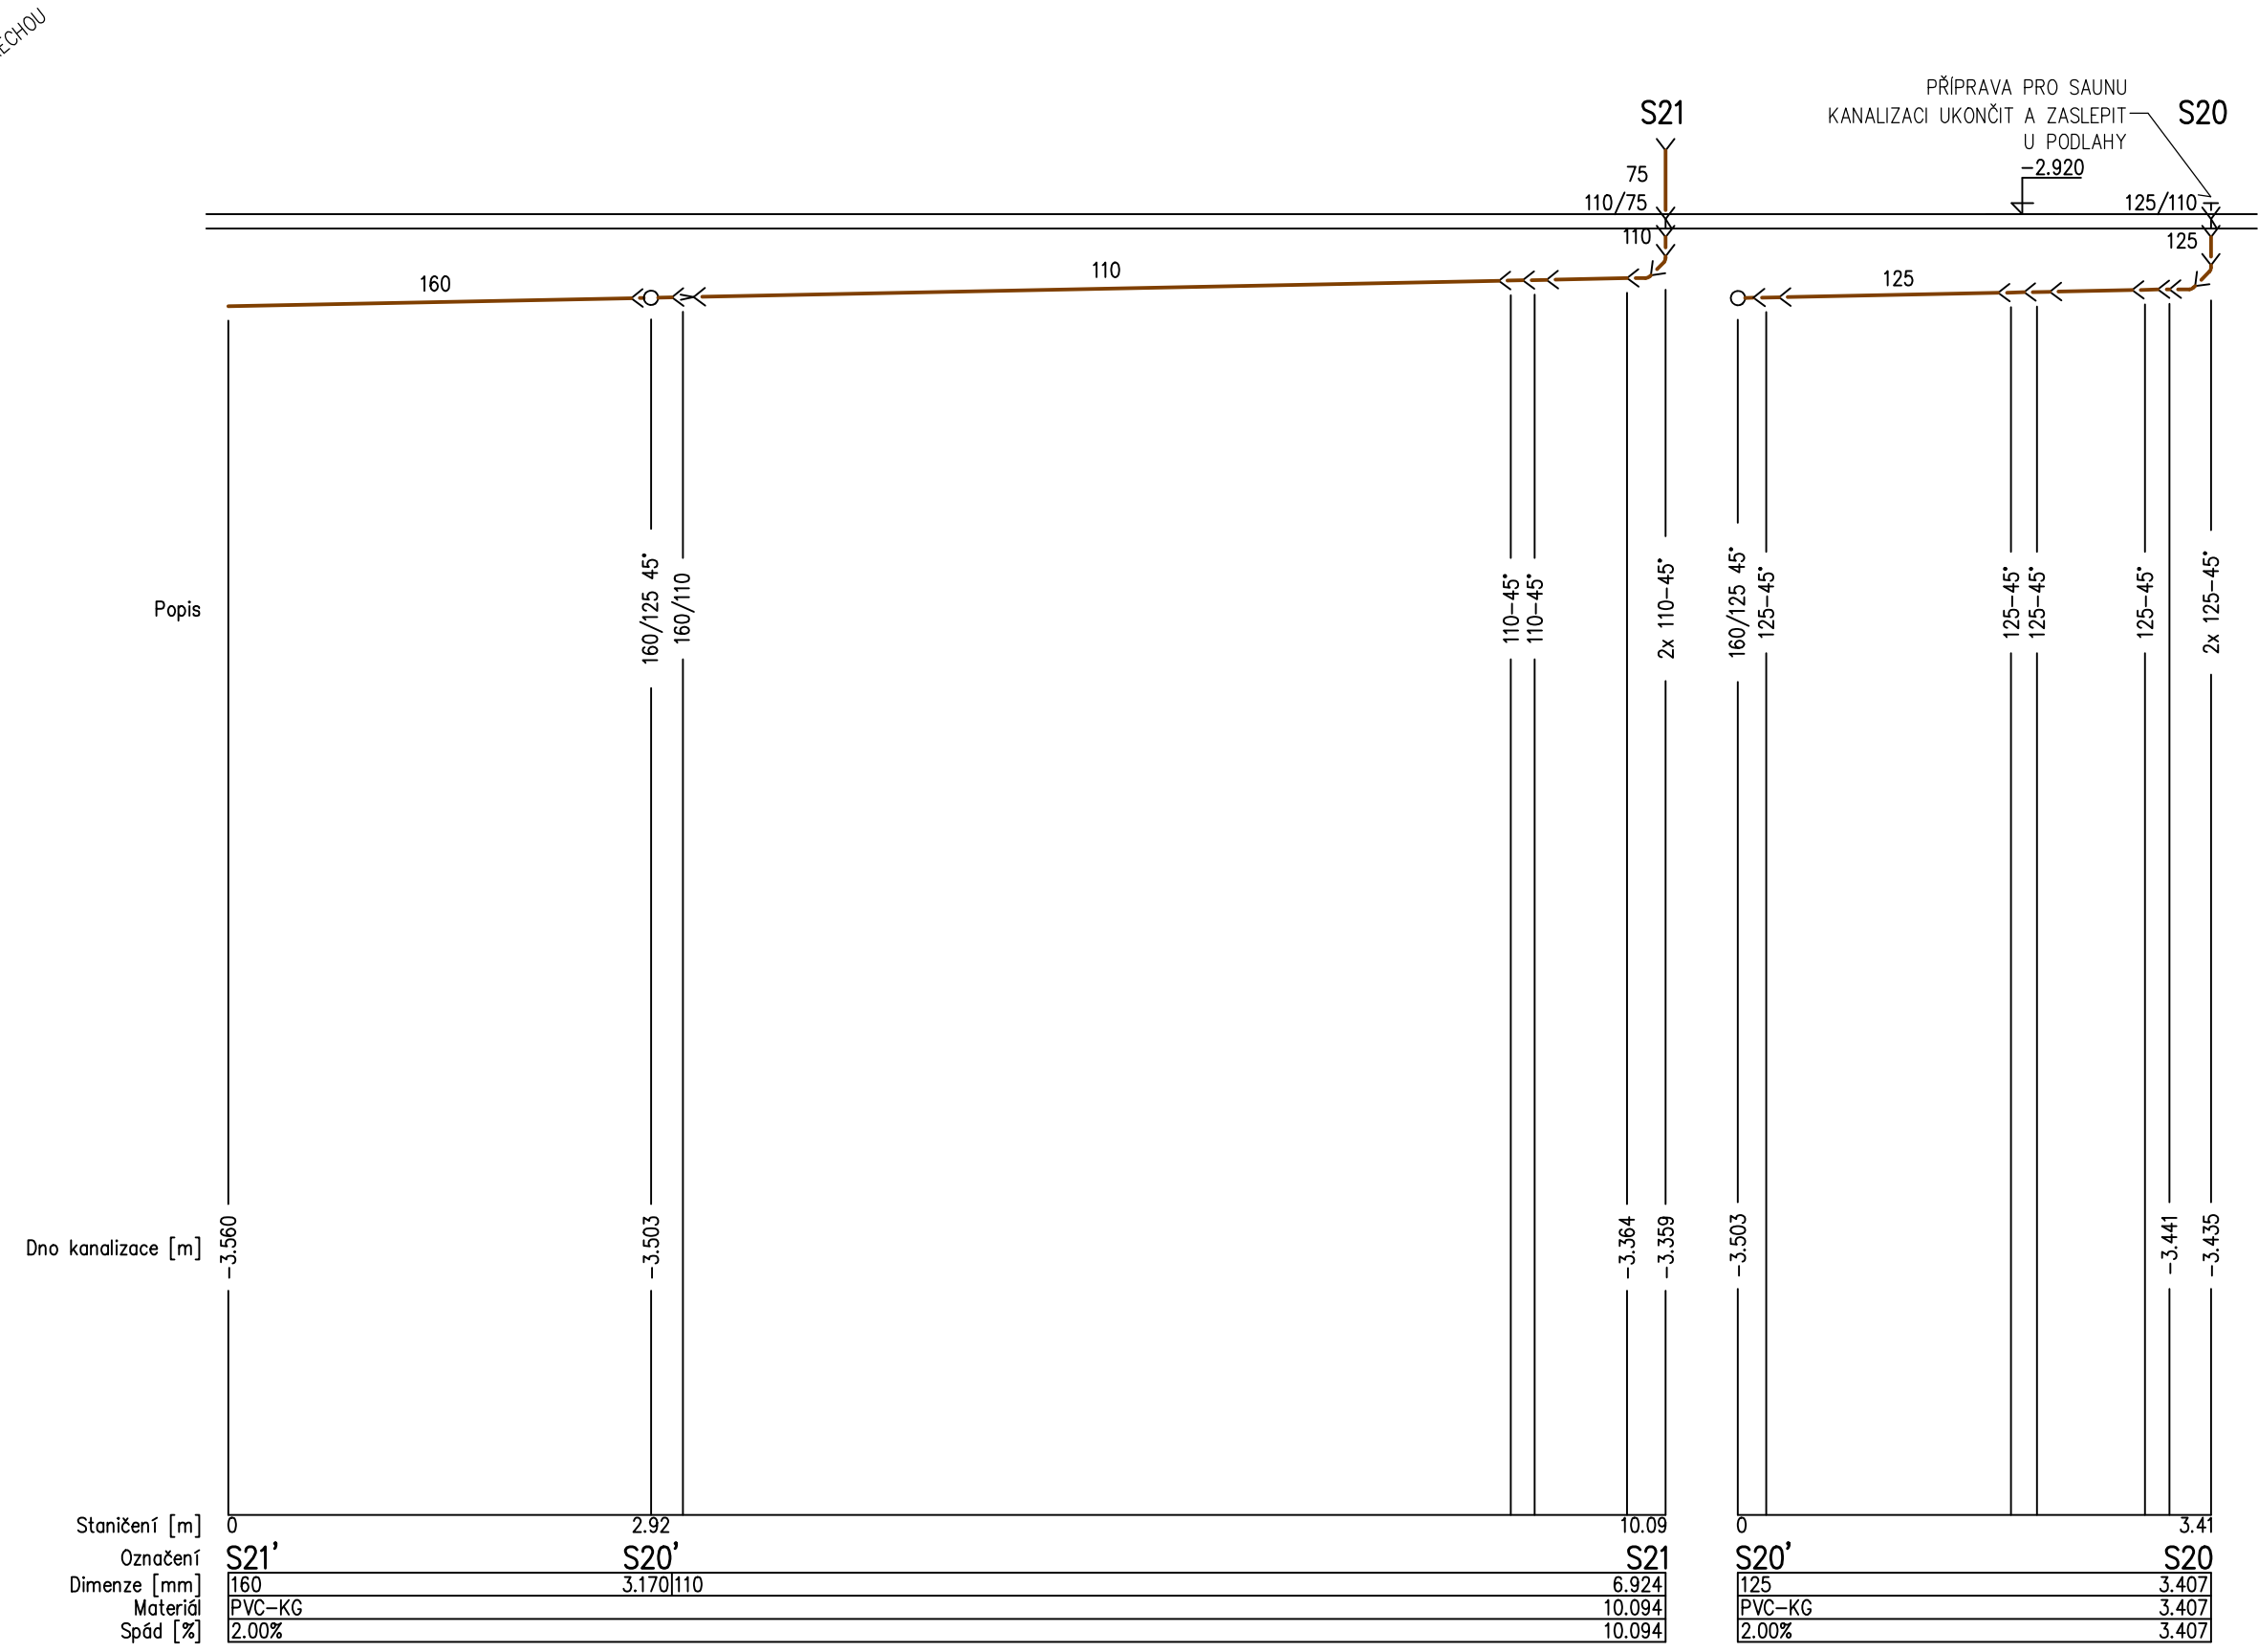 S21
PŘÍPRAVA PRO SAUNU
KANALIZACI UKONČIT A ZASLEPIT
U PODLAHY
S20
-2.920
75
110/75
110
125/110
125
160
110
125
Popis
160/125 45°
160/110
110-45°
110-45°
2x 110-45°
160/125 45°
125-45°
125-45°
125-45°
125-45°
2x 125-45°
Dno kanalizace [m]
-3.560
-3.503
-3.364
-3.359
-3.503
-3.441
-3.435
Staničení [m] 0 2.92 10.09 0 3.41
Označení S21' S20' S21 S20' S20
Dimenze [mm] 160 3.170 110 6.924 125 3.407
Materiál PVC-KG 10.094 PVC-KG 3.407
Spád [%] 2.00% 10.094 2.00% 3.407